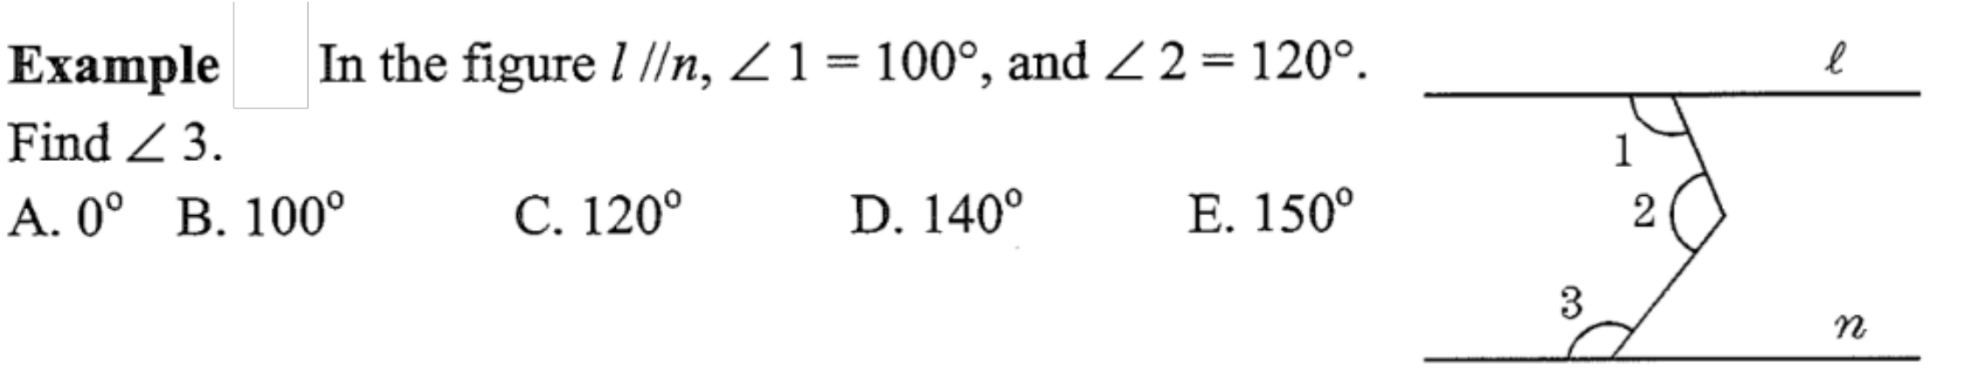 Example In the figure l //n, ∠ 1 = 100°, and ∠ 2 = 120°.
Find ∠ 3.
A. 0° B. 100° C. 120° D. 140° E. 150°
ℓ
1
2
3
n